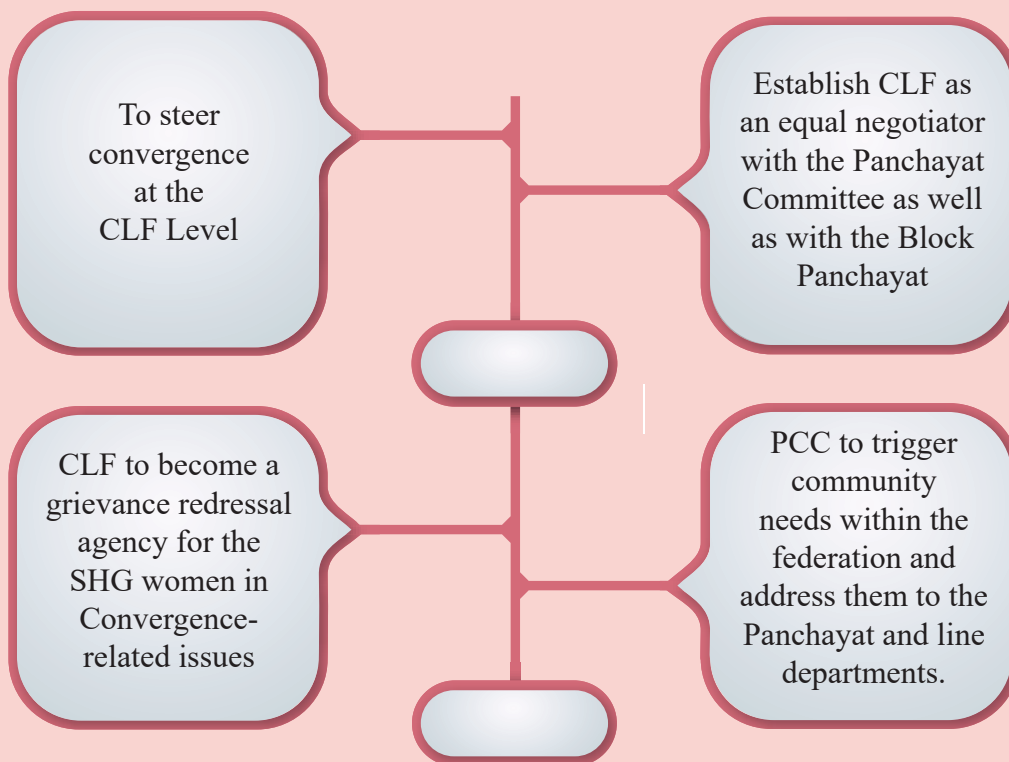 To steer
convergence
at the
CLF Level
Establish CLF as
an equal negotiator
with the Panchayat
Committee as well
as with the Block
Panchayat
CLF to become a
grievance redressal
agency for the
SHG women in
Convergence-
related issues
PCC to trigger
community
needs within the
federation and
address them to the
Panchayat and line
departments.